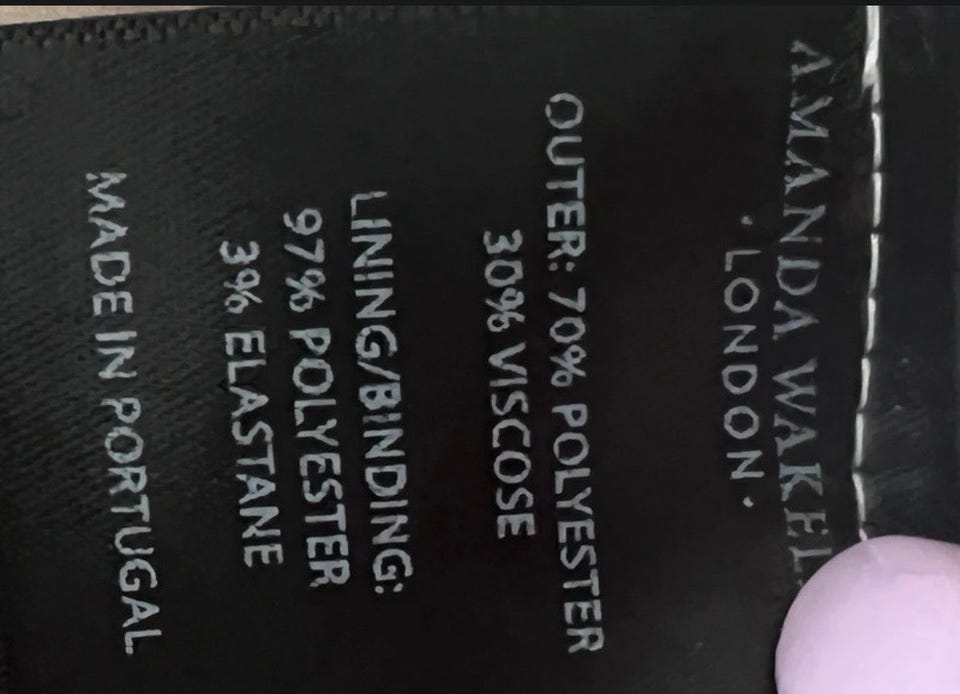 AMANDA WAKEL
· LONDON ·
OUTER: 70% POLYESTER
30% VISCOSE
LINING/BINDING:
97% POLYESTER
3% ELASTANE
MADE IN PORTUGAL